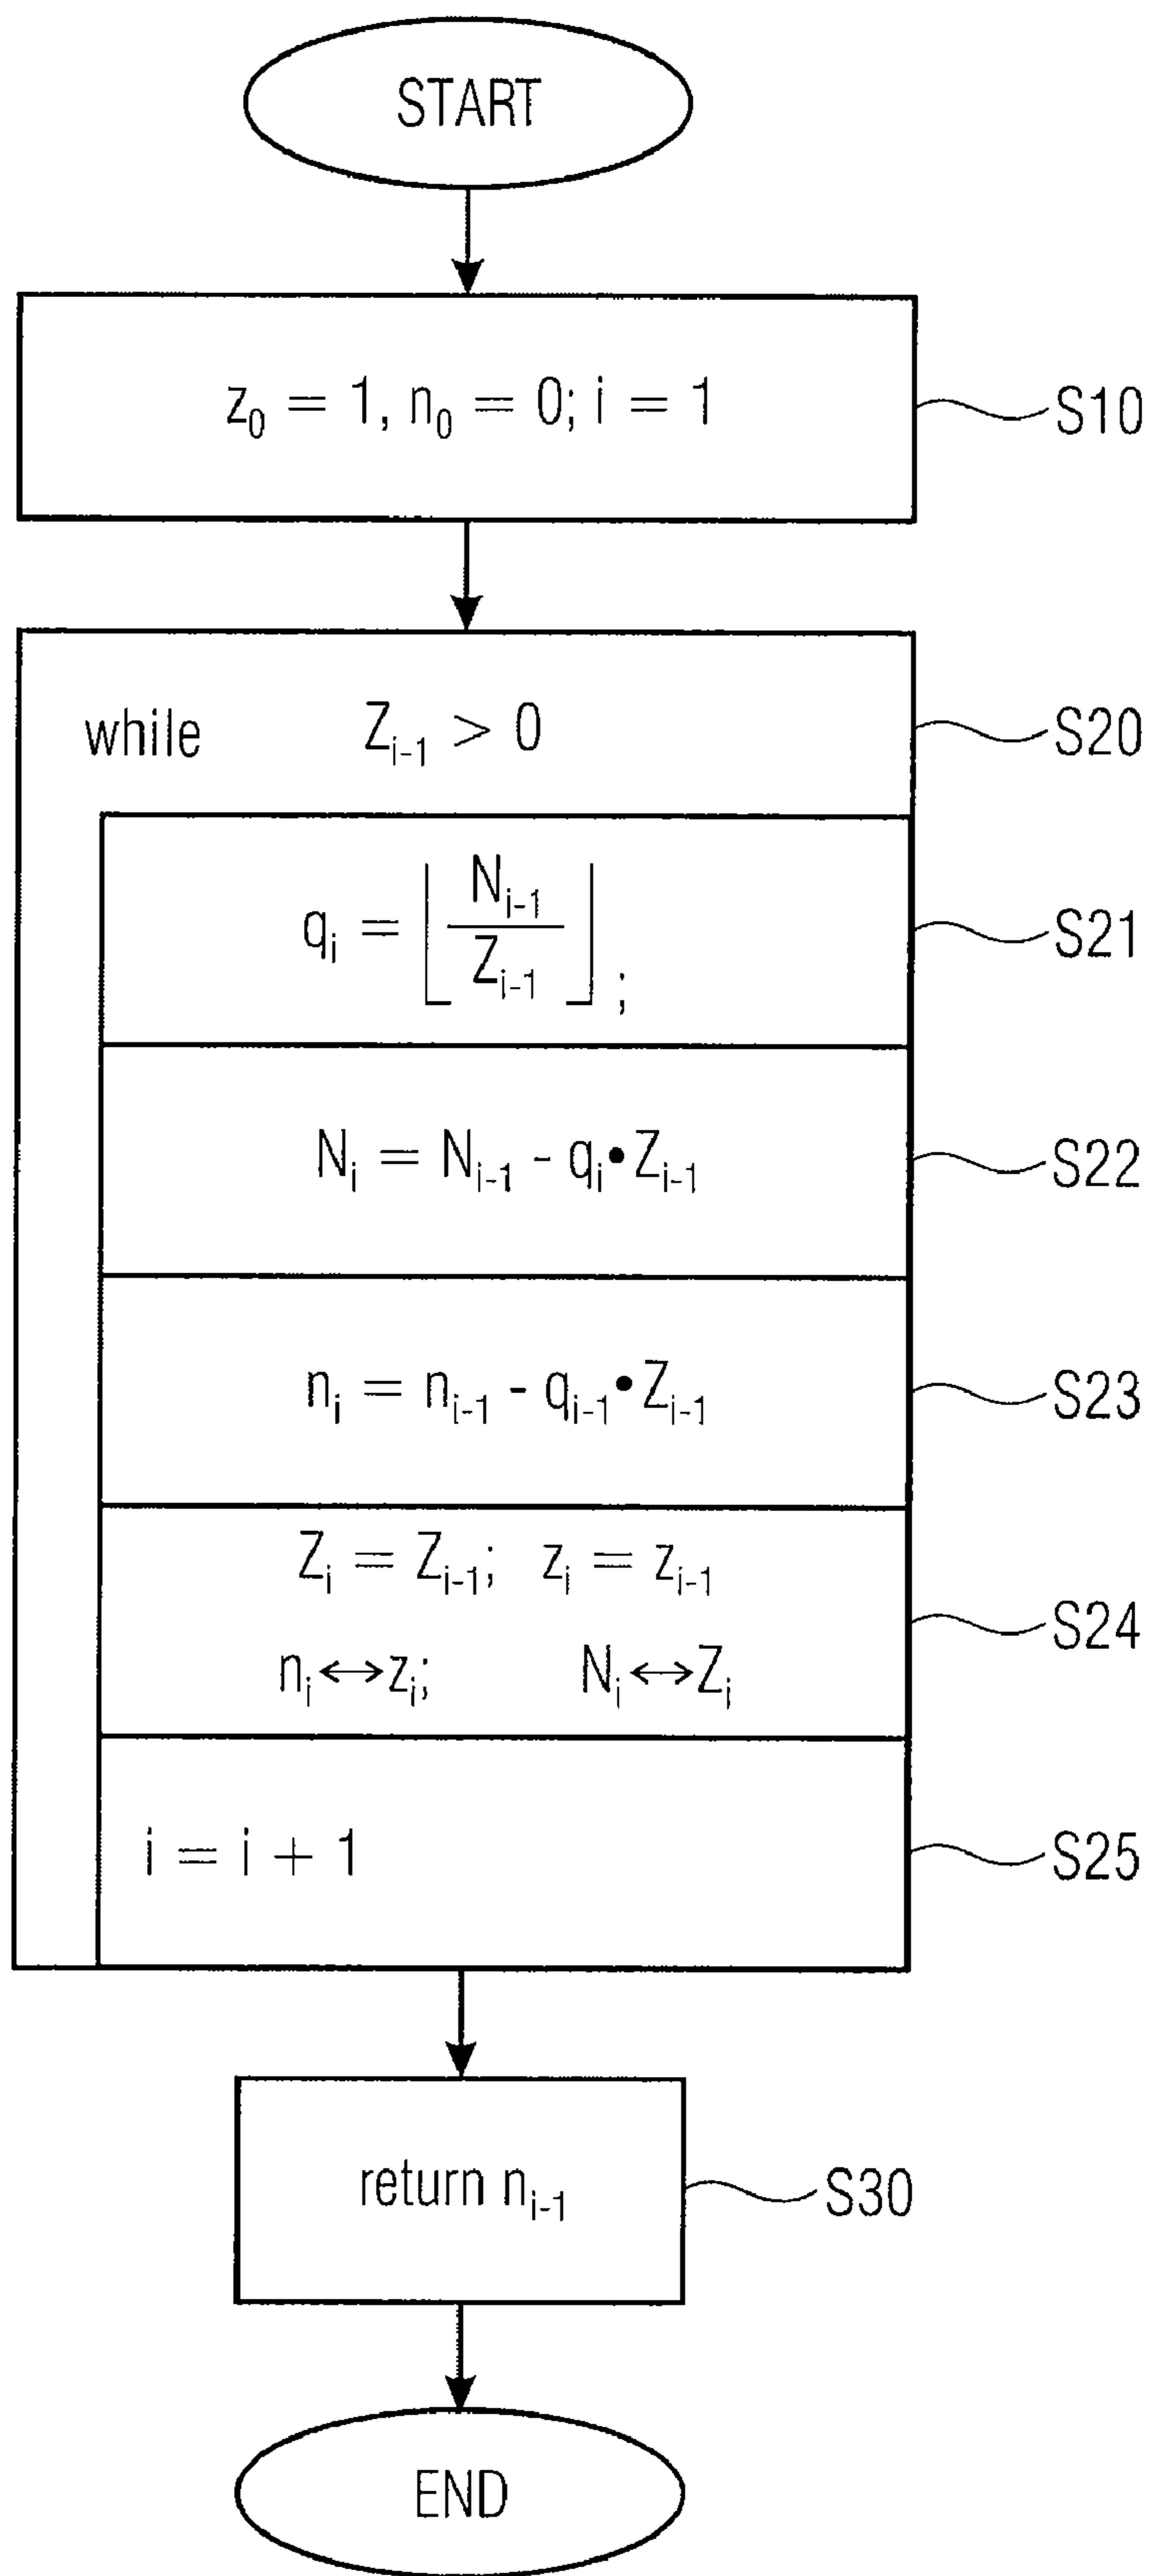 START
z₀ = 1, n₀ = 0; i = 1
S10
while Zᵢ₋₁ > 0
S20
qᵢ = ⌊Nᵢ₋₁ / Zᵢ₋₁⌋ ;
S21
Nᵢ = Nᵢ₋₁ - qᵢ•Zᵢ₋₁
S22
nᵢ = nᵢ₋₁ - qᵢ₋₁•Zᵢ₋₁
S23
Zᵢ = Zᵢ₋₁; zᵢ = zᵢ₋₁
nᵢ↔zᵢ; Nᵢ↔Zᵢ
S24
i = i + 1
S25
return nᵢ₋₁
S30
END